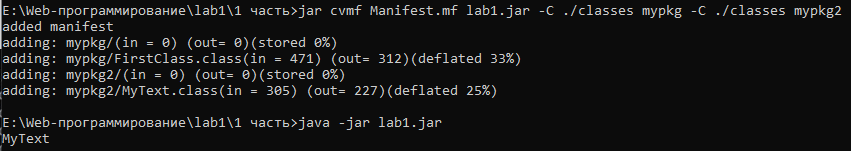 E:\Web-программирование\lab1\1 часть>jar cvmf Manifest.mf lab1.jar -C ./classes mypkg -C ./classes mypkg2
added manifest
adding: mypkg/(in = 0) (out= 0)(stored 0%)
adding: mypkg/FirstClass.class(in = 471) (out= 312)(deflated 33%)
adding: mypkg2/(in = 0) (out= 0)(stored 0%)
adding: mypkg2/MyText.class(in = 305) (out= 227)(deflated 25%)
E:\Web-программирование\lab1\1 часть>java -jar lab1.jar
MyText